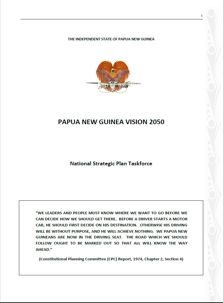 THE INDEPENDENT STATE OF PAPUA NEW GUINEA
PAPUA NEW GUINEA VISION 2050
National Strategic Plan Taskforce
"WE LEADERS AND PEOPLE MUST KNOW WHERE WE WANT TO GO BEFORE WE
CAN DECIDE HOW WE SHOULD GET THERE. BEFORE A DRIVER STARTS A MOTOR
CAR, HE SHOULD FIRST DECIDE ON HIS DESTINATION. OTHERWISE HIS DRIVING
WILL BE WITHOUT PURPOSE, AND HE WILL ACHIEVE NOTHING. WE PAPUA NEW
GUINEANS ARE NOW IN THE DRIVING SEAT. THE ROAD WHICH WE SHOULD
FOLLOW OUGHT TO BE MARKED OUT SO THAT ALL WILL KNOW THE WAY
AHEAD."
(Constitutional Planning Committee (CPC) Report, 1974, Chapter 2, Section 4)